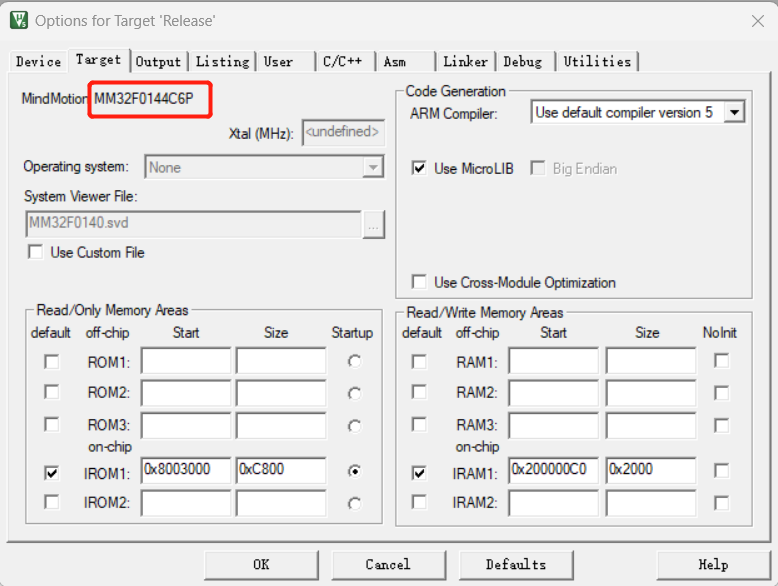 Options for Target 'Release'
Device Target Output Listing User C/C++ Asm Linker Debug Utilities
MindMotion MM32F0144C6P
Xtal (MHz): <undefined>
Operating system: None
System Viewer File:
MM32F0140.svd ...
Use Custom File
Code Generation
ARM Compiler: Use default compiler version 5
Use MicroLIB Big Endian
Use Cross-Module Optimization
Read/Only Memory Areas
default off-chip Start Size Startup
ROM1:
ROM2:
ROM3:
on-chip
IROM1: 0x8003000 0xC800
IROM2:
Read/Write Memory Areas
default off-chip Start Size NoInit
RAM1:
RAM2:
RAM3:
on-chip
IRAM1: 0x200000C0 0x2000
IRAM2:
OK Cancel Defaults Help